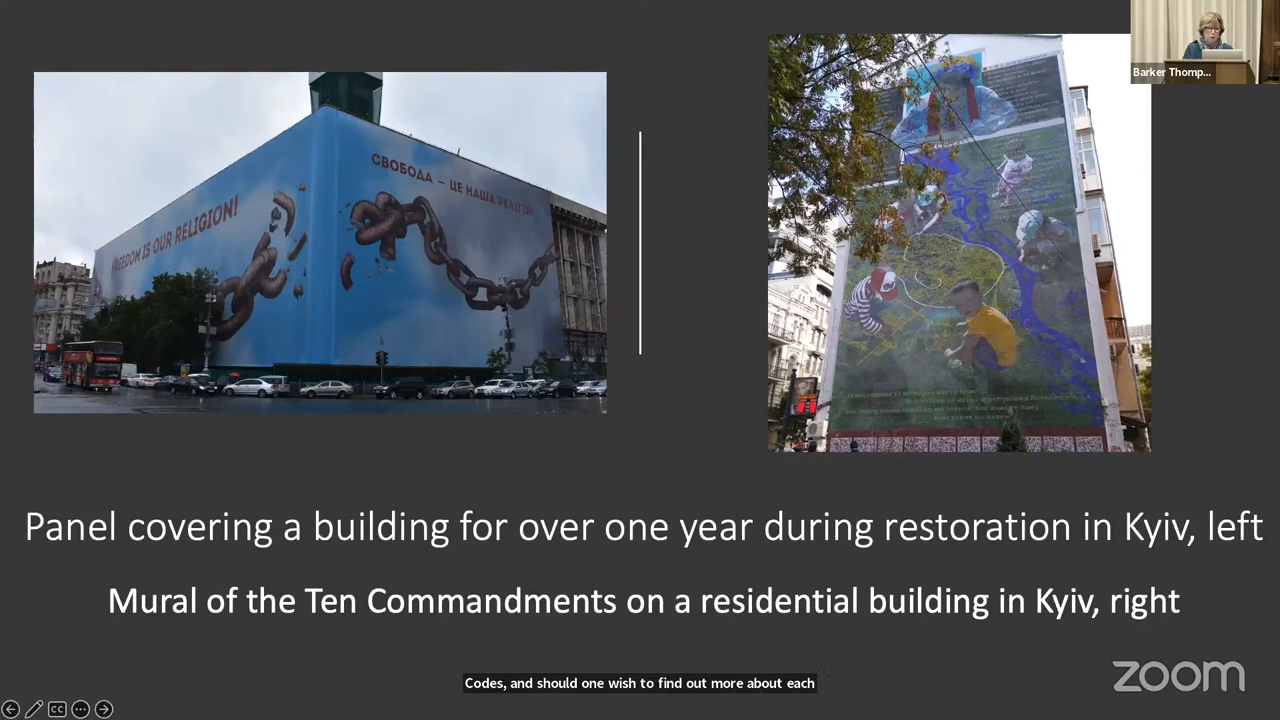 Barker Thomp...
FREEDOM IS OUR RELIGION!
СВОБОДА – ЦЕ НАША РЕЛІГІЯ!
Panel covering a building for over one year during restoration in Kyiv, left
Mural of the Ten Commandments on a residential building in Kyiv, right
Codes, and should one wish to find out more about each
zoom
CC